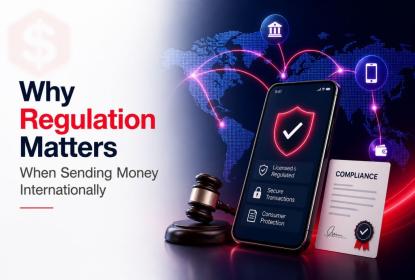 Why
Regulation
Matters
When Sending Money
Internationally
Licensed &
Regulated
Secure
Transactions
Consumer
Protection
COMPLIANCE